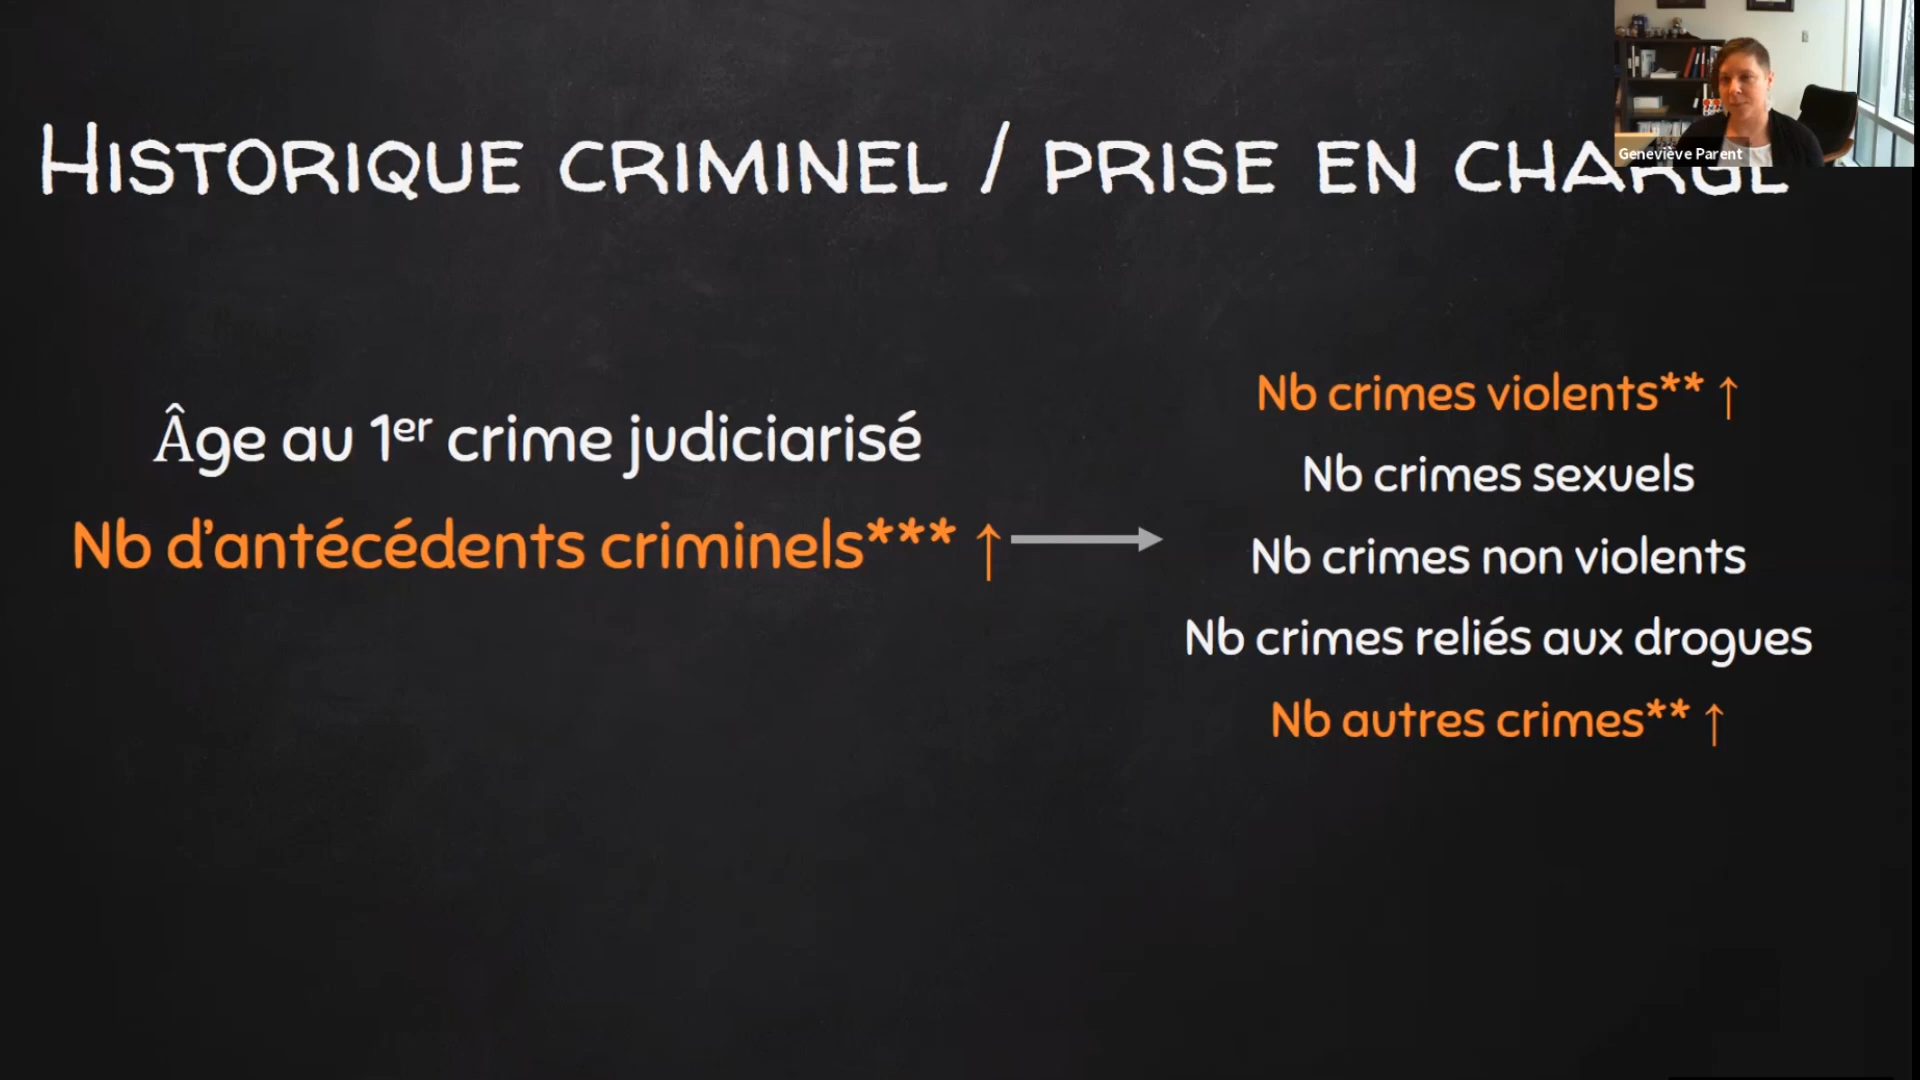 Historique criminel / prise en charge
Geneviève Parent
Âge au 1er crime judiciarisé
Nb d'antécédents criminels*** ↑
Nb crimes violents** ↑
Nb crimes sexuels
Nb crimes non violents
Nb crimes reliés aux drogues
Nb autres crimes** ↑